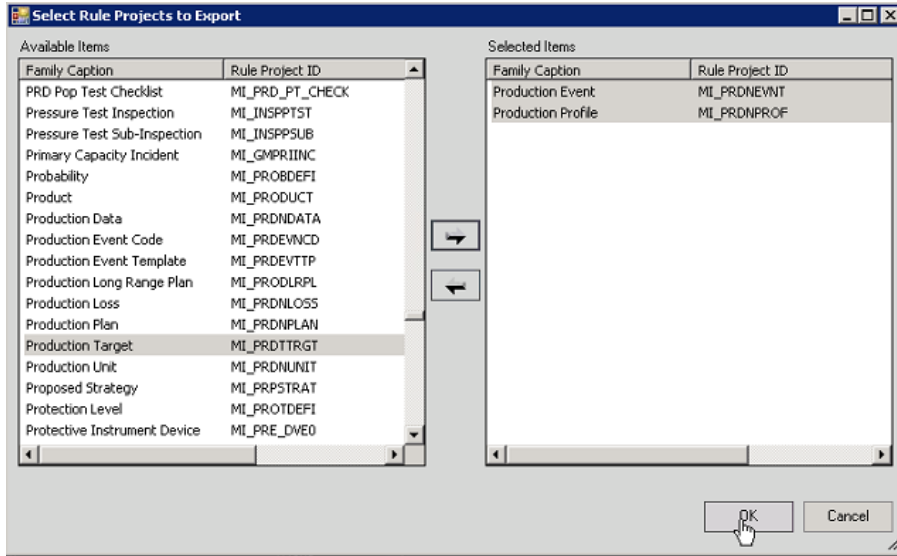 Select Rule Projects to Export
Available Items
Family Caption Rule Project ID
PRD Pop Test Checklist MI_PRD_PT_CHECK
Pressure Test Inspection MI_INSPPTST
Pressure Test Sub-Inspection MI_INSPPSUB
Primary Capacity Incident MI_GMPRIINC
Probability MI_PROBDEFI
Product MI_PRODUCT
Production Data MI_PRDNDATA
Production Event Code MI_PRDEVNCD
Production Event Template MI_PRDEVTTP
Production Long Range Plan MI_PRODLRPL
Production Loss MI_PRDNLOSS
Production Plan MI_PRDNPLAN
Production Target MI_PRDTTRGT
Production Unit MI_PRDNUNIT
Proposed Strategy MI_PRPSTRAT
Protection Level MI_PROTDEFI
Protective Instrument Device MI_PRE_DVE0
Selected Items
Family Caption Rule Project ID
Production Event MI_PRDNEVNT
Production Profile MI_PRDNPROF
OK Cancel